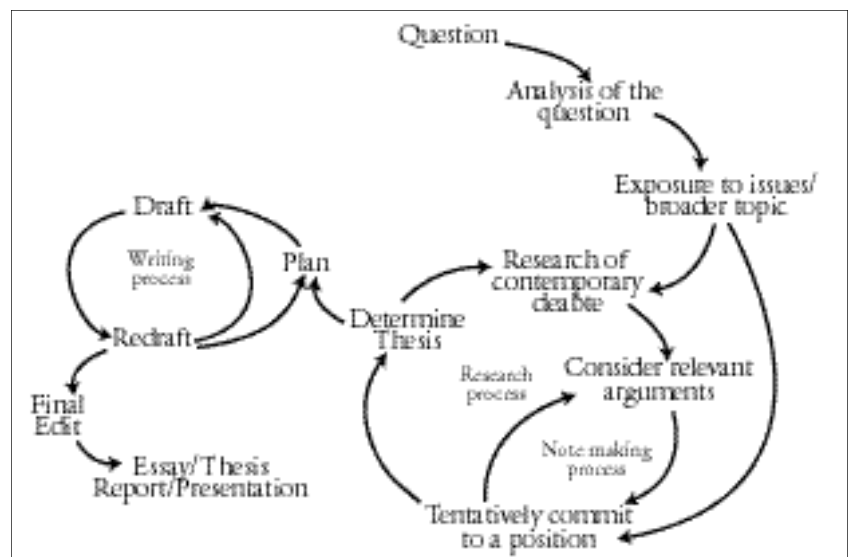 Question
Analysis of the
question
Exposure to issues/
broader topic
Draft
Writing
process
Plan
Research of
contemporary
deabte
Redraft
Determine
Thesis
Consider relevant
arguments
Research
process
Final
Edit
Note making
process
Essay/Thesis
Report/Presentation
Tentatively commit
to a position